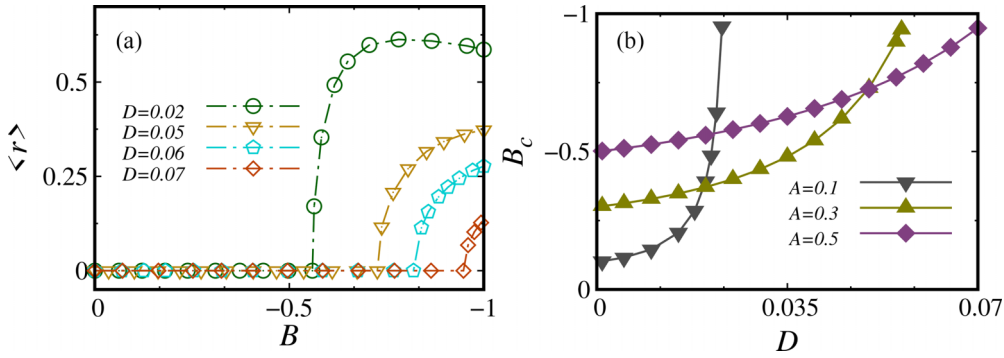 (a)
<r>
0.5
0.25
0
D=0.02
D=0.05
D=0.06
D=0.07
0 −0.5 −1
B
(b)
B_c
−1
−0.5
0
A=0.1
A=0.3
A=0.5
0 0.035 0.07
D